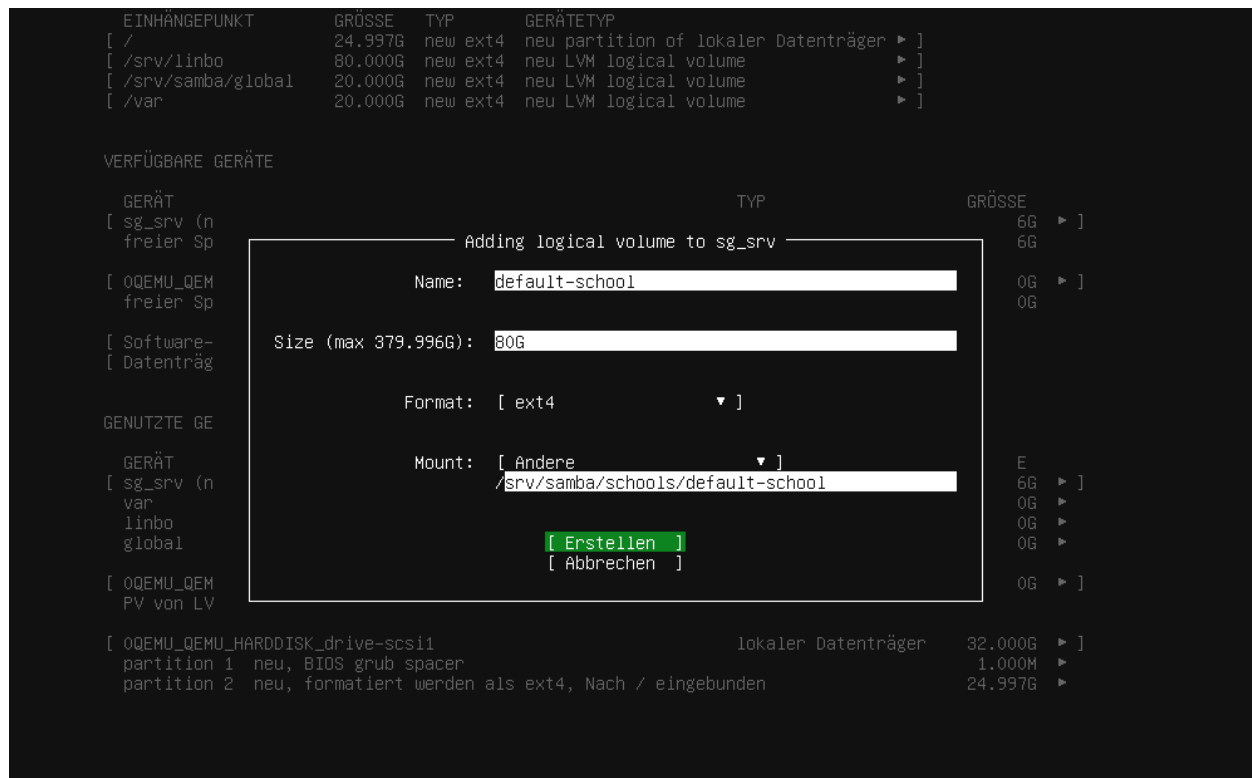 EINHÄNGEPUNKT GRÖSSE TYP GERÄTETYP
[ / 24.997G new ext4 neu partition of lokaler Datenträger ▸ ]
[ /srv/linbo 80.000G new ext4 neu LVM logical volume ▸ ]
[ /srv/samba/global 20.000G new ext4 neu LVM logical volume ▸ ]
[ /var 20.000G new ext4 neu LVM logical volume ▸ ]
VERFÜGBARE GERÄTE
GERÄT TYP GRÖSSE
[ sg_srv (n 6G ▸ ]
freier Sp 6G
Adding logical volume to sg_srv
[ 0QEMU_QEM 0G ▸ ]
freier Sp 0G
Name: default-school
Size (max 379.996G): 80G
[ Software-
[ Datenträg
Format: [ ext4 ▾ ]
GENUTZTE GE
GERÄT E
Mount: [ Andere ▾ ]
/srv/samba/schools/default-school
[ sg_srv (n 6G ▸ ]
var 0G ▸
linbo 0G ▸
global 0G ▸
[ Erstellen ]
[ Abbrechen ]
[ 0QEMU_QEM 0G ▸ ]
PV von LV
[ 0QEMU_QEMU_HARDDISK_drive-scsi1 lokaler Datenträger 32.000G ▸ ]
partition 1 neu, BIOS grub spacer 1.000M ▸
partition 2 neu, formatiert werden als ext4, Nach / eingebunden 24.997G ▸